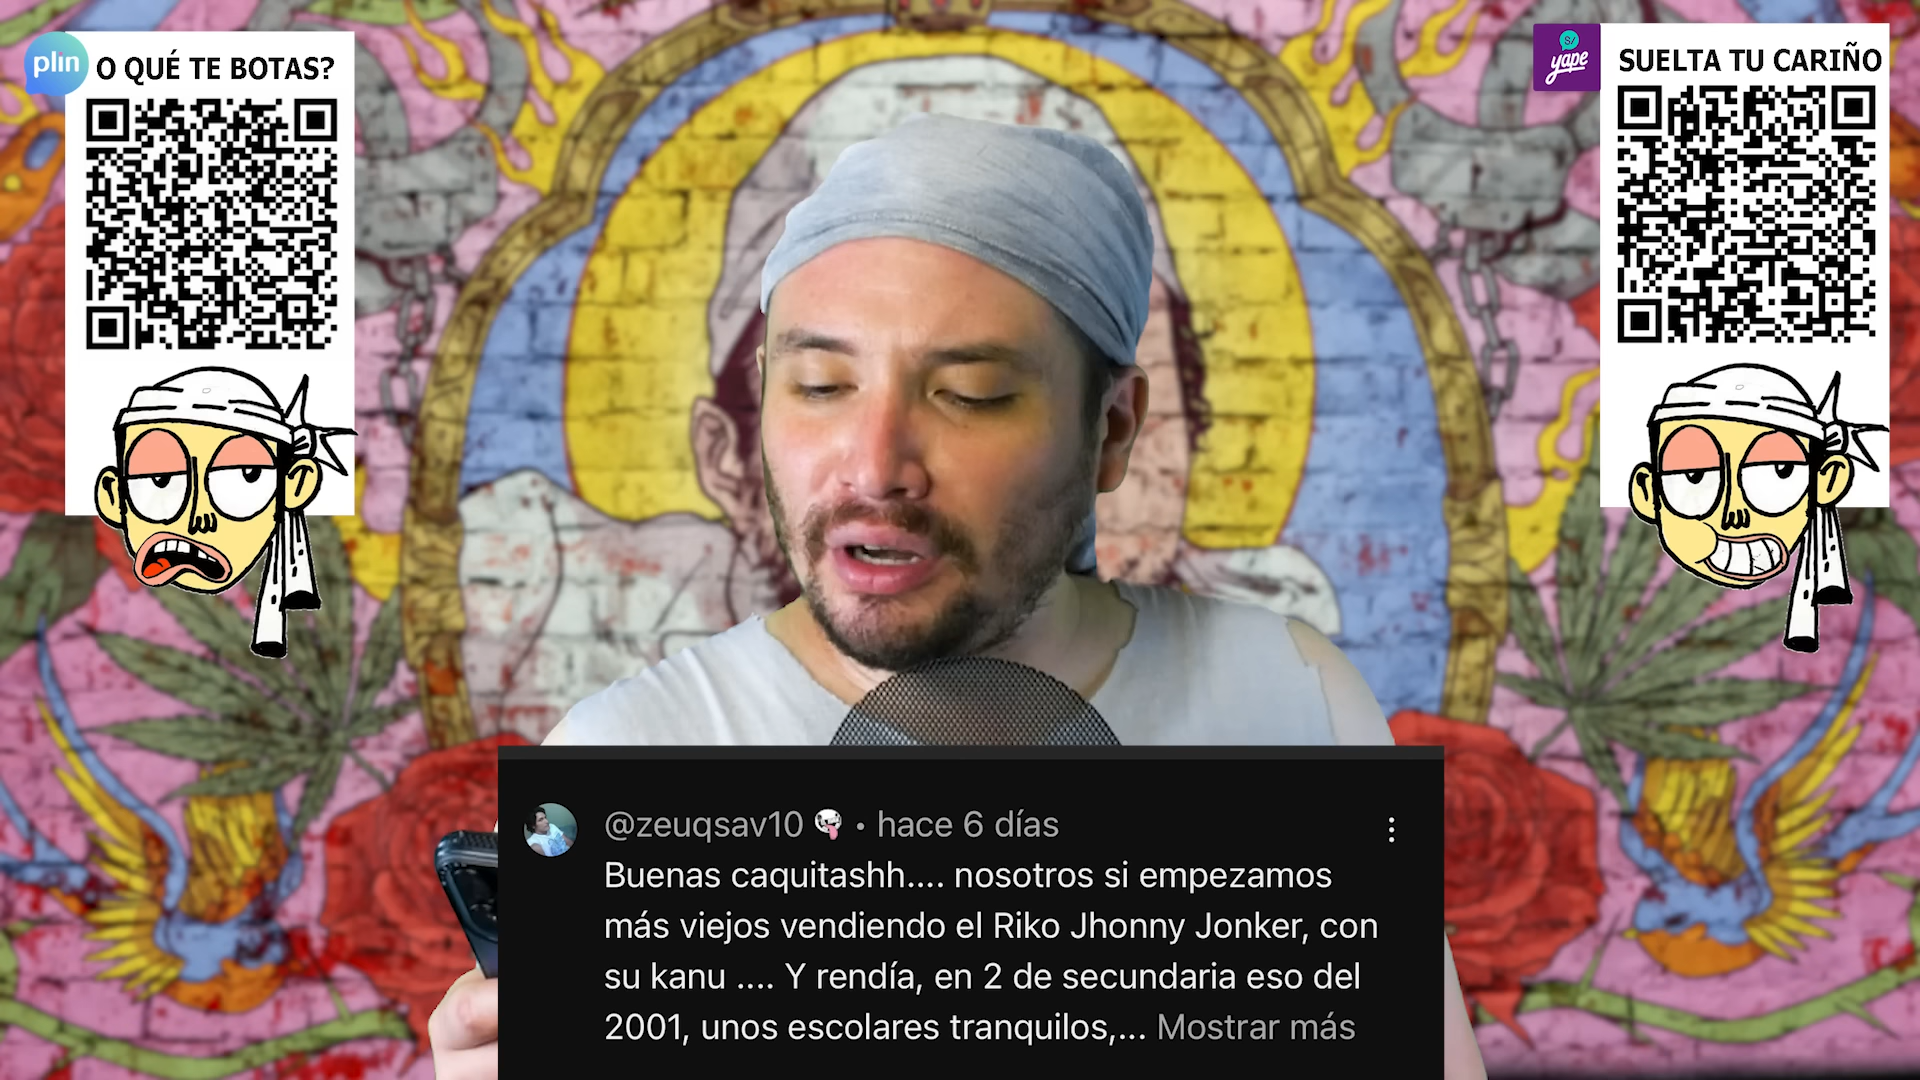 plin
O QUÉ TE BOTAS?
S/
yape
SUELTA TU CARIÑO
@zeuqsav10 • hace 6 días
Buenas caquitashh.... nosotros si empezamos
más viejos vendiendo el Riko Jhonny Jonker, con
su kanu .... Y rendía, en 2 de secundaria eso del
2001, unos escolares tranquilos,... Mostrar más